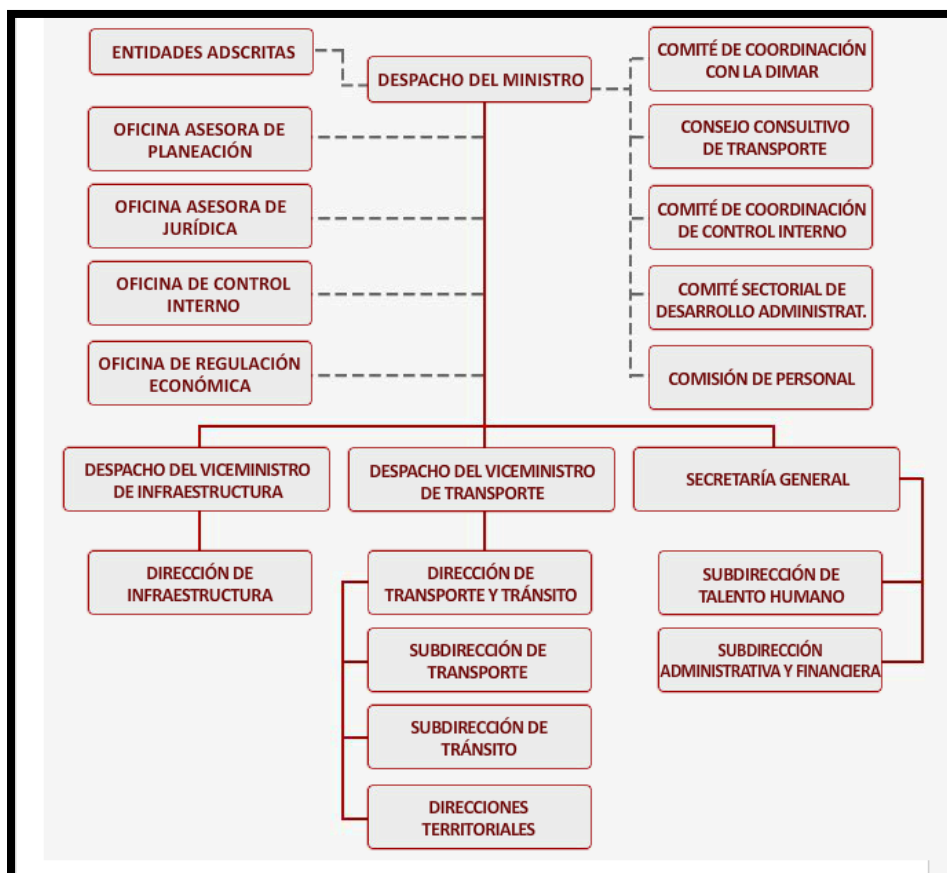 ENTIDADES ADSCRITAS
DESPACHO DEL MINISTRO
COMITÉ DE COORDINACIÓN
CON LA DIMAR
OFICINA ASESORA DE
PLANEACIÓN
CONSEJO CONSULTIVO
DE TRANSPORTE
OFICINA ASESORA DE
JURÍDICA
COMITÉ DE COORDINACIÓN
DE CONTROL INTERNO
OFICINA DE CONTROL
INTERNO
COMITÉ SECTORIAL DE
DESARROLLO ADMINISTRAT.
OFICINA DE REGULACIÓN
ECONÓMICA
COMISIÓN DE PERSONAL
DESPACHO DEL VICEMINISTRO
DE INFRAESTRUCTURA
DESPACHO DEL VICEMINISTRO
DE TRANSPORTE
SECRETARÍA GENERAL
DIRECCIÓN DE
INFRAESTRUCTURA
DIRECCIÓN DE
TRANSPORTE Y TRÁNSITO
SUBDIRECCIÓN DE
TALENTO HUMANO
SUBDIRECCIÓN DE
TRANSPORTE
SUBDIRECCIÓN
ADMINISTRATIVA Y FINANCIERA
SUBDIRECCIÓN DE
TRÁNSITO
DIRECCIONES
TERRITORIALES